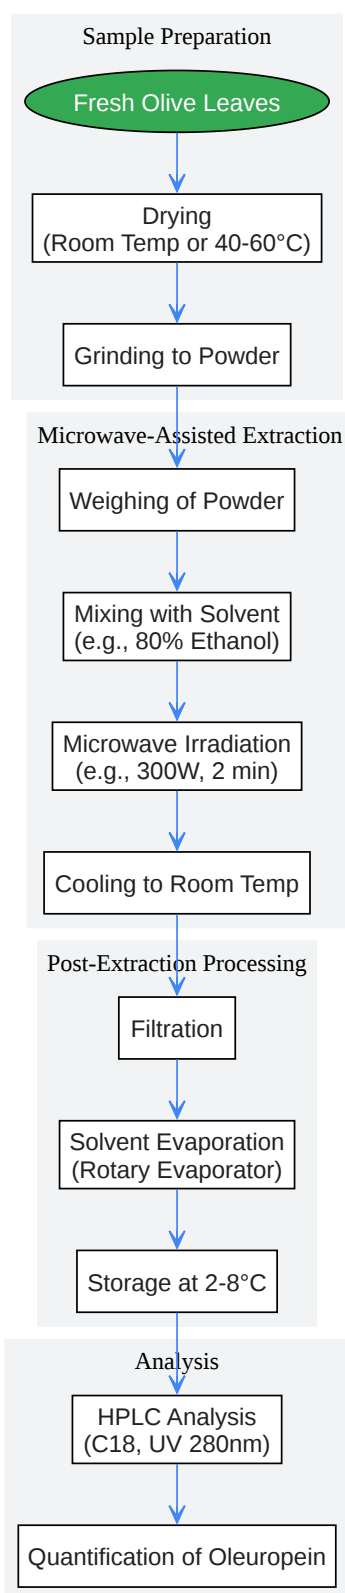 Sample Preparation
Fresh Olive Leaves
Drying
(Room Temp or 40-60°C)
Grinding to Powder
Microwave-Assisted Extraction
Weighing of Powder
Mixing with Solvent
(e.g., 80% Ethanol)
Microwave Irradiation
(e.g., 300W, 2 min)
Cooling to Room Temp
Post-Extraction Processing
Filtration
Solvent Evaporation
(Rotary Evaporator)
Storage at 2-8°C
Analysis
HPLC Analysis
(C18, UV 280nm)
Quantification of Oleuropein